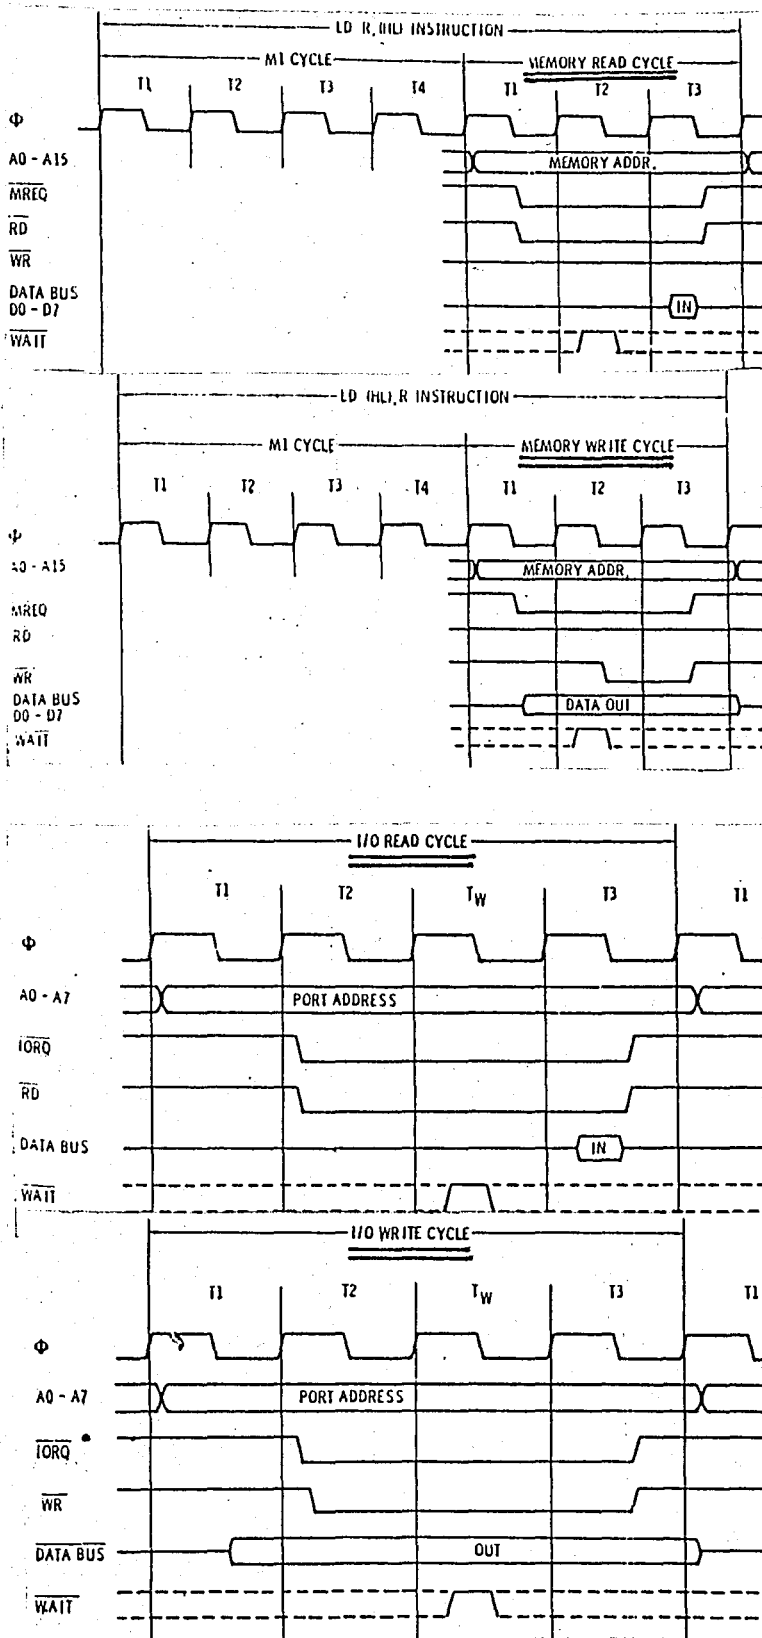 LD R, (HL) INSTRUCTION
M1 CYCLE MEMORY READ CYCLE
T1 T2 T3 T4 T1 T2 T3
Φ
A0 - A15 MEMORY ADDR.
MREQ
RD
WR
DATA BUS
D0 - D7 IN
WAIT
LD (HL), R INSTRUCTION
M1 CYCLE MEMORY WRITE CYCLE
T1 T2 T3 T4 T1 T2 T3
Φ
A0 - A15 MEMORY ADDR.
MREQ
RD
WR
DATA BUS DATA OUT
D0 - D7
WAIT
I/O READ CYCLE
T1 T2 TW T3 T1
Φ
A0 - A7 PORT ADDRESS
IORQ
RD
DATA BUS IN
WAIT
I/O WRITE CYCLE
T1 T2 TW T3 T1
Φ
A0 - A7 PORT ADDRESS
IORQ
WR
DATA BUS OUT
WAIT